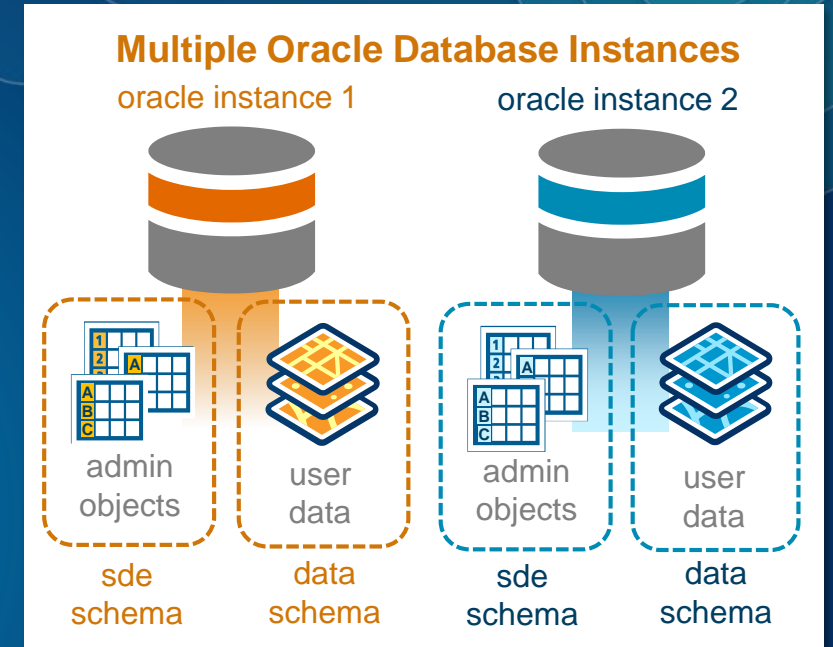 Multiple Oracle Database Instances
oracle instance 1
oracle instance 2
1
2
A
A
B
C
admin
objects
user
data
sde
schema
data
schema
1
2
A
A
B
C
admin
objects
user
data
sde
schema
data
schema